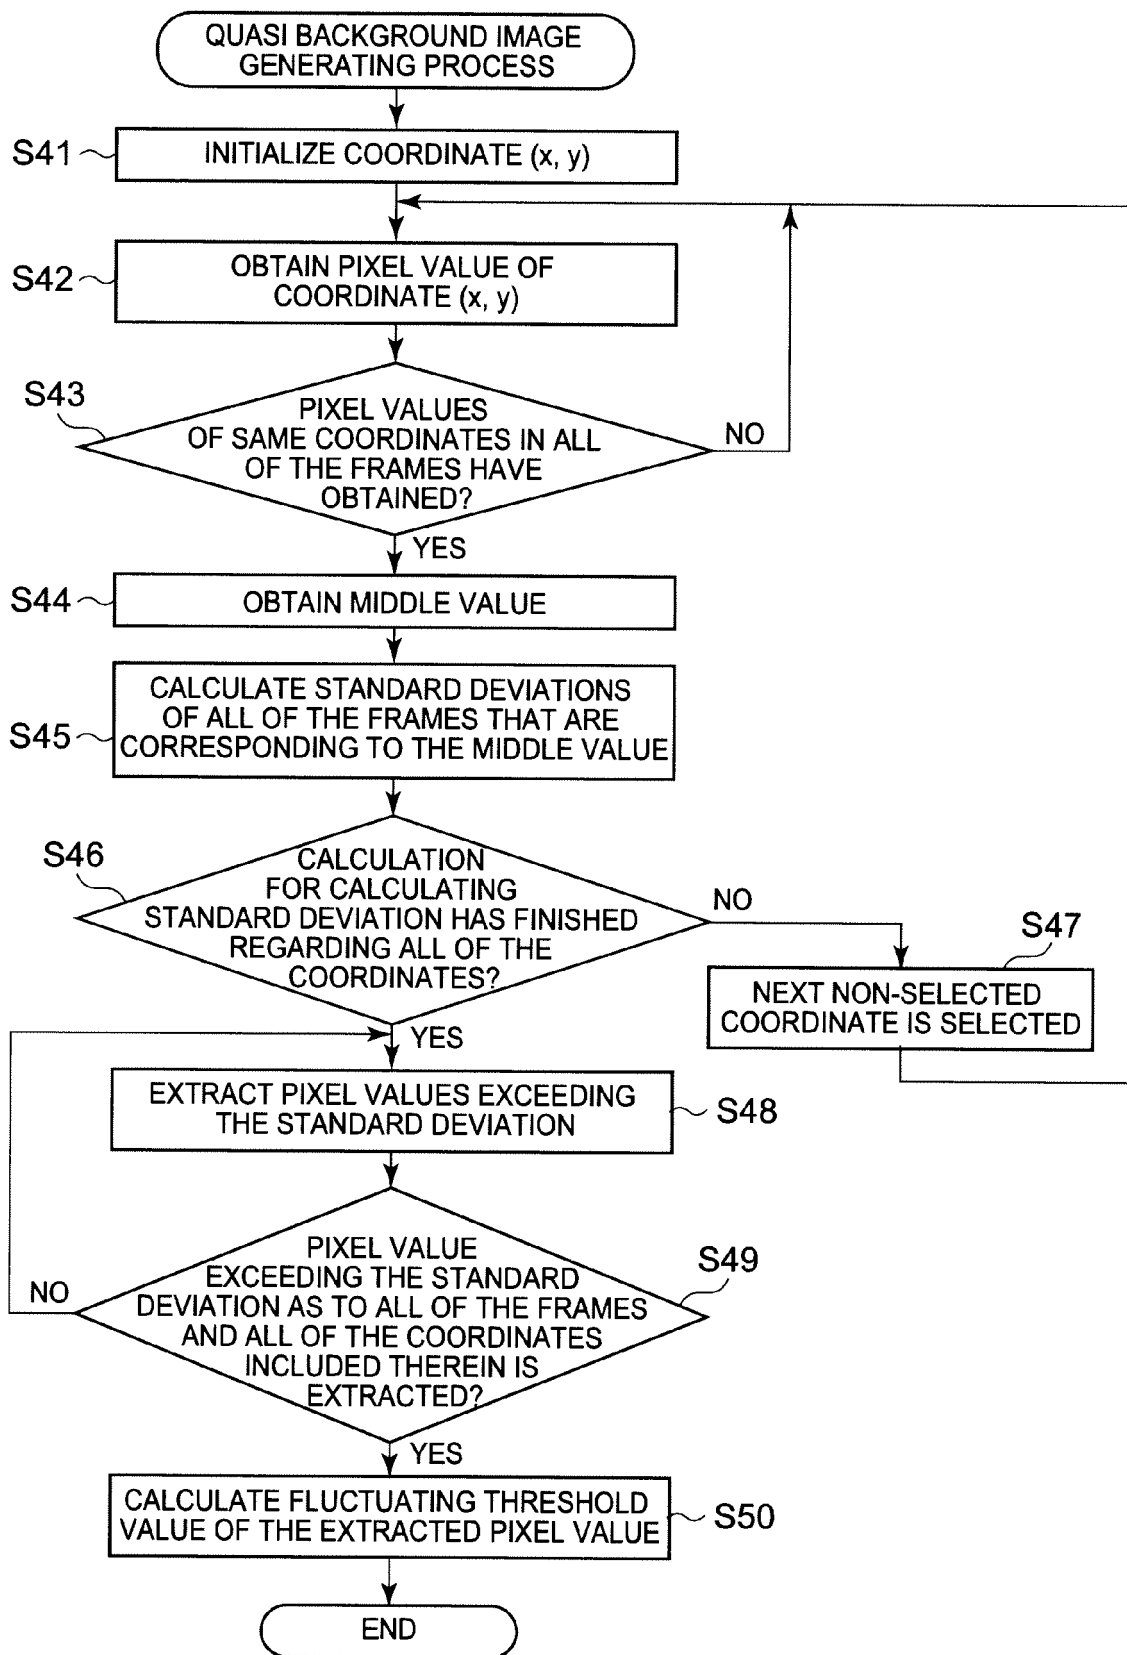 QUASI BACKGROUND IMAGE
GENERATING PROCESS
S41
INITIALIZE COORDINATE (x, y)
S42
OBTAIN PIXEL VALUE OF
COORDINATE (x, y)
S43
PIXEL VALUES
OF SAME COORDINATES IN ALL
OF THE FRAMES HAVE
OBTAINED?
NO
YES
S44
OBTAIN MIDDLE VALUE
S45
CALCULATE STANDARD DEVIATIONS
OF ALL OF THE FRAMES THAT ARE
CORRESPONDING TO THE MIDDLE VALUE
S46
CALCULATION
FOR CALCULATING
STANDARD DEVIATION HAS FINISHED
REGARDING ALL OF THE
COORDINATES?
NO
S47
NEXT NON-SELECTED
COORDINATE IS SELECTED
YES
EXTRACT PIXEL VALUES EXCEEDING
THE STANDARD DEVIATION
S48
PIXEL VALUE
EXCEEDING THE STANDARD
DEVIATION AS TO ALL OF THE FRAMES
AND ALL OF THE COORDINATES
INCLUDED THEREIN IS
EXTRACTED?
S49
NO
YES
CALCULATE FLUCTUATING THRESHOLD
VALUE OF THE EXTRACTED PIXEL VALUE
S50
END